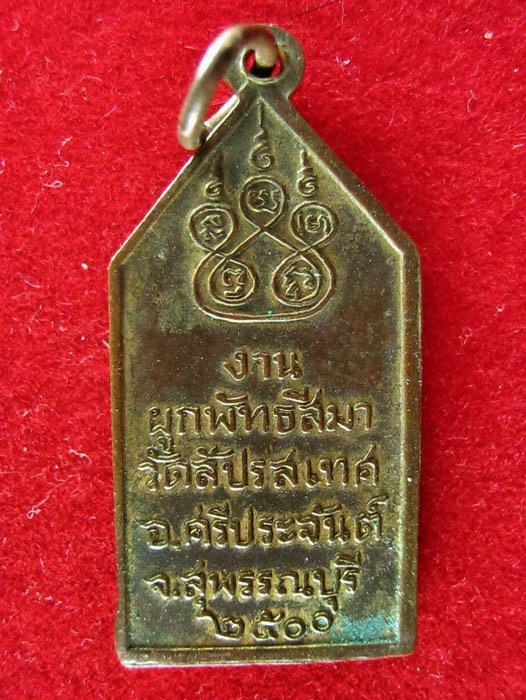 งาน
ผูกพัทธสีมา
วัดสัปรสเทศ
อ.ศรีประจันต์
จ.สุพรรณบุรี
๒๕๐๐